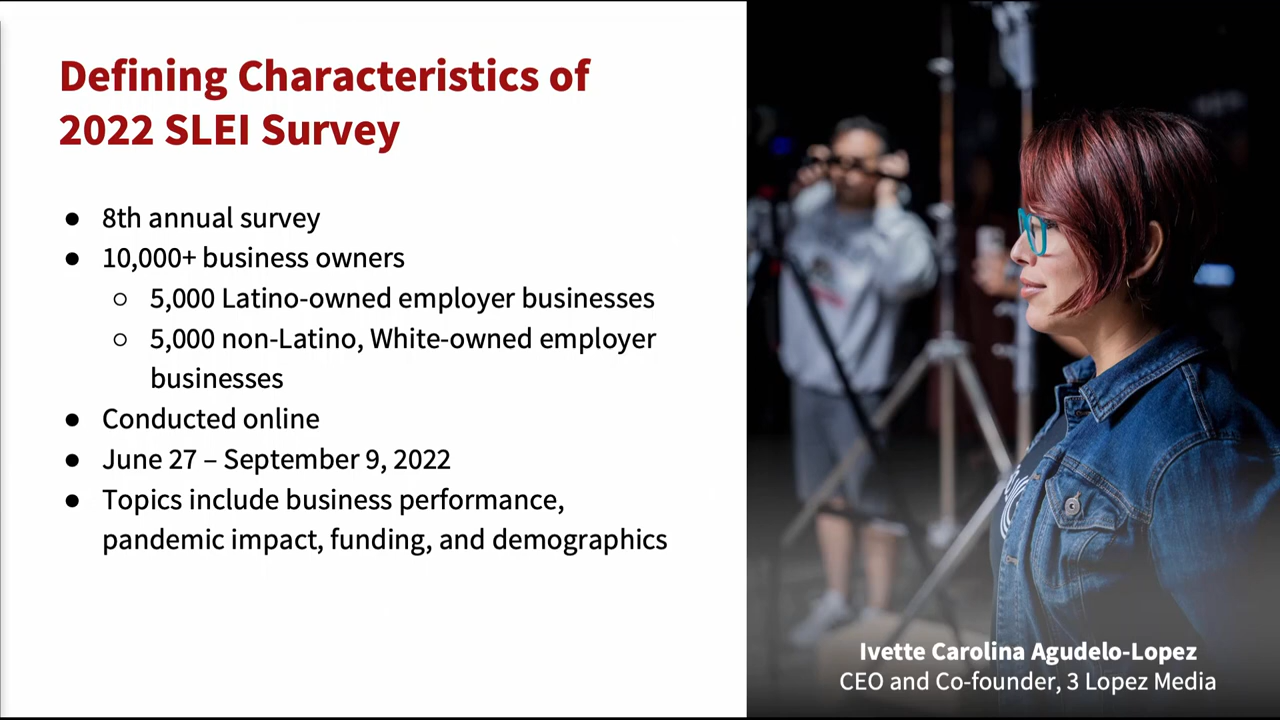 Defining Characteristics of
2022 SLEI Survey
● 8th annual survey
● 10,000+ business owners
○ 5,000 Latino-owned employer businesses
○ 5,000 non-Latino, White-owned employer
businesses
● Conducted online
● June 27 – September 9, 2022
● Topics include business performance,
pandemic impact, funding, and demographics
Ivette Carolina Agudelo-Lopez
CEO and Co-founder, 3 Lopez Media